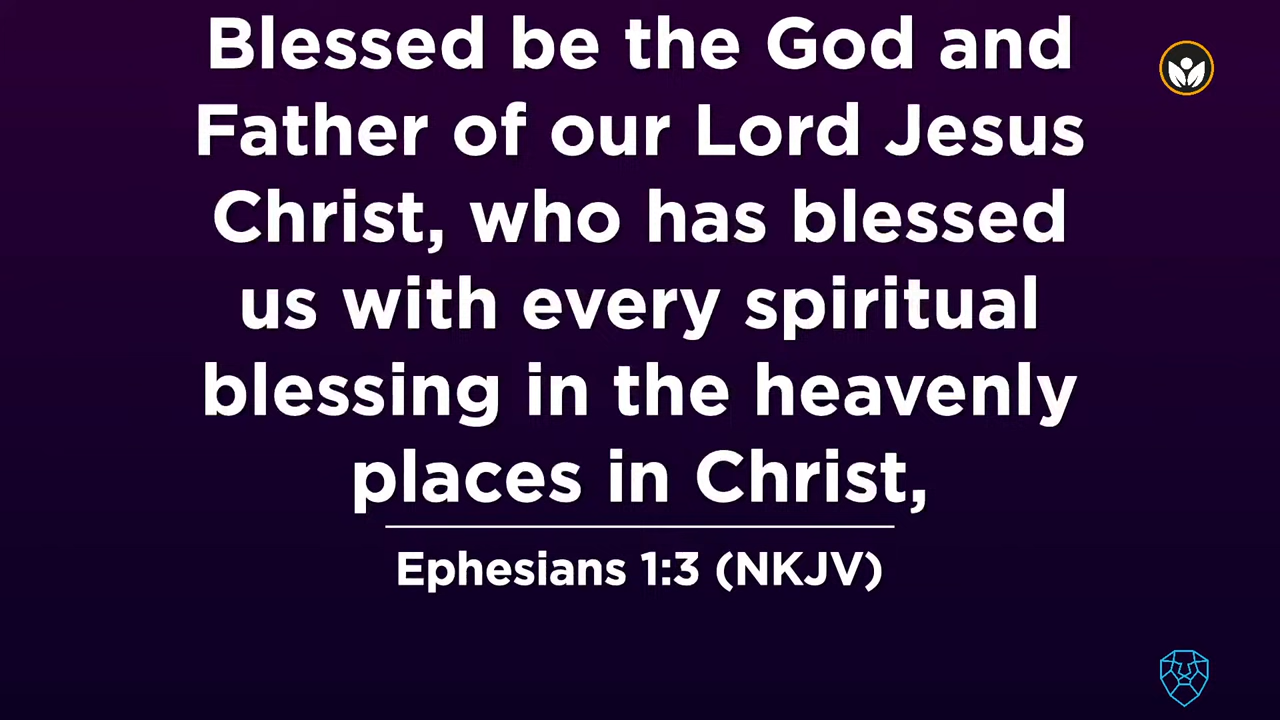 Blessed be the God and
Father of our Lord Jesus
Christ, who has blessed
us with every spiritual
blessing in the heavenly
places in Christ,
Ephesians 1:3 (NKJV)